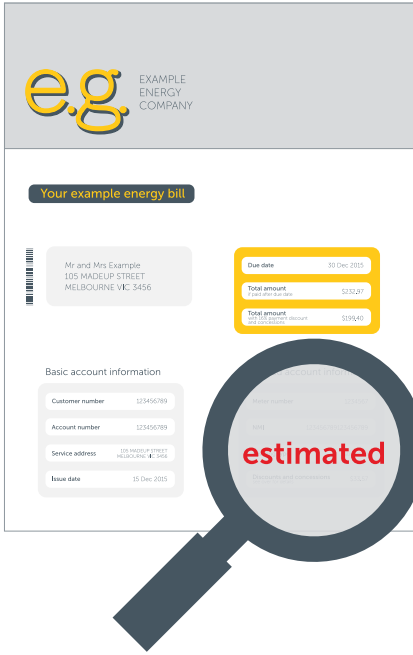 e.g.
EXAMPLE
ENERGY
COMPANY
Your example energy bill
Mr and Mrs Example
105 MADEUP STREET
MELBOURNE VIC 3456
Due date 30 Dec 2015
Total amount $232,97
if paid after due date
Total amount $199,40
with 16% payment discount
and concessions
Basic account information
Customer number 123456789
Account number 123456789
Service address 105 MADEUP STREET
MELBOURNE VIC 3456
Issue date 15 Dec 2015
account
estimated